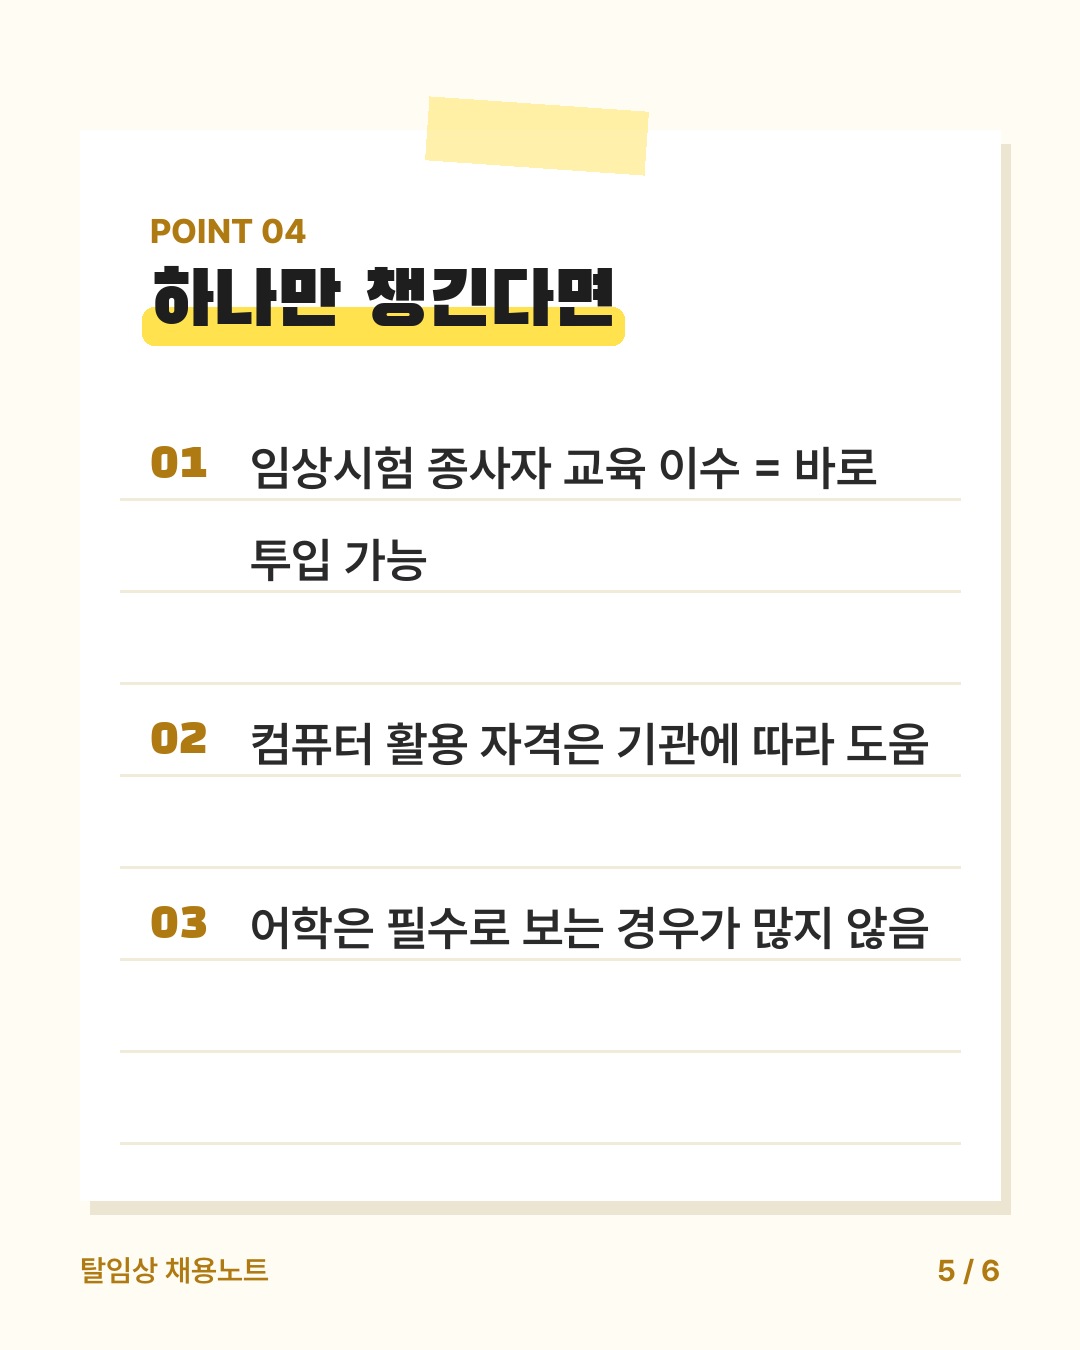 POINT 04
하나만 챙긴다면
01 임상시험 종사자 교육 이수 = 바로
투입 가능
02 컴퓨터 활용 자격은 기관에 따라 도움
03 어학은 필수로 보는 경우가 많지 않음
탈임상 채용노트
5 / 6